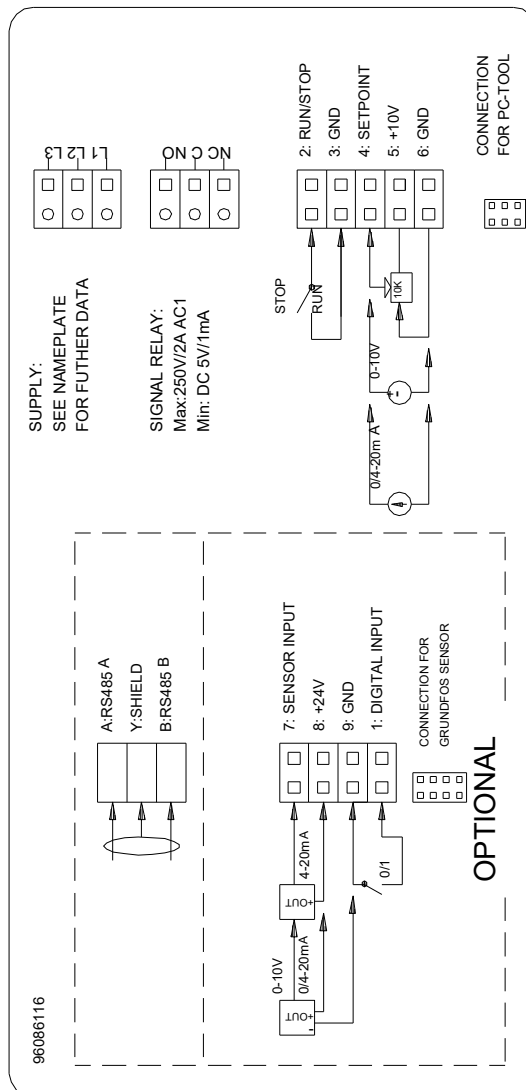 96086116
SUPPLY:
SEE NAMEPLATE
FOR FUTHER DATA
L1 L2 L3
SIGNAL RELAY:
Max:250V/2A AC1
Min: DC 5V/1mA
NC C NO
STOP
RUN
2: RUN/STOP
3: GND
4: SETPOINT
5: +10V
6: GND
10K
0-10V
+
-
0/4-20m A
CONNECTION
FOR PC-TOOL
A:RS485 A
Y:SHIELD
B:RS485 B
7: SENSOR INPUT
8: +24V
9: GND
1: DIGITAL INPUT
0-10V
0/4-20mA
4-20mA
+OUT
-
+OUT
0/1
CONNECTION FOR
GRUNDFOS SENSOR
OPTIONAL